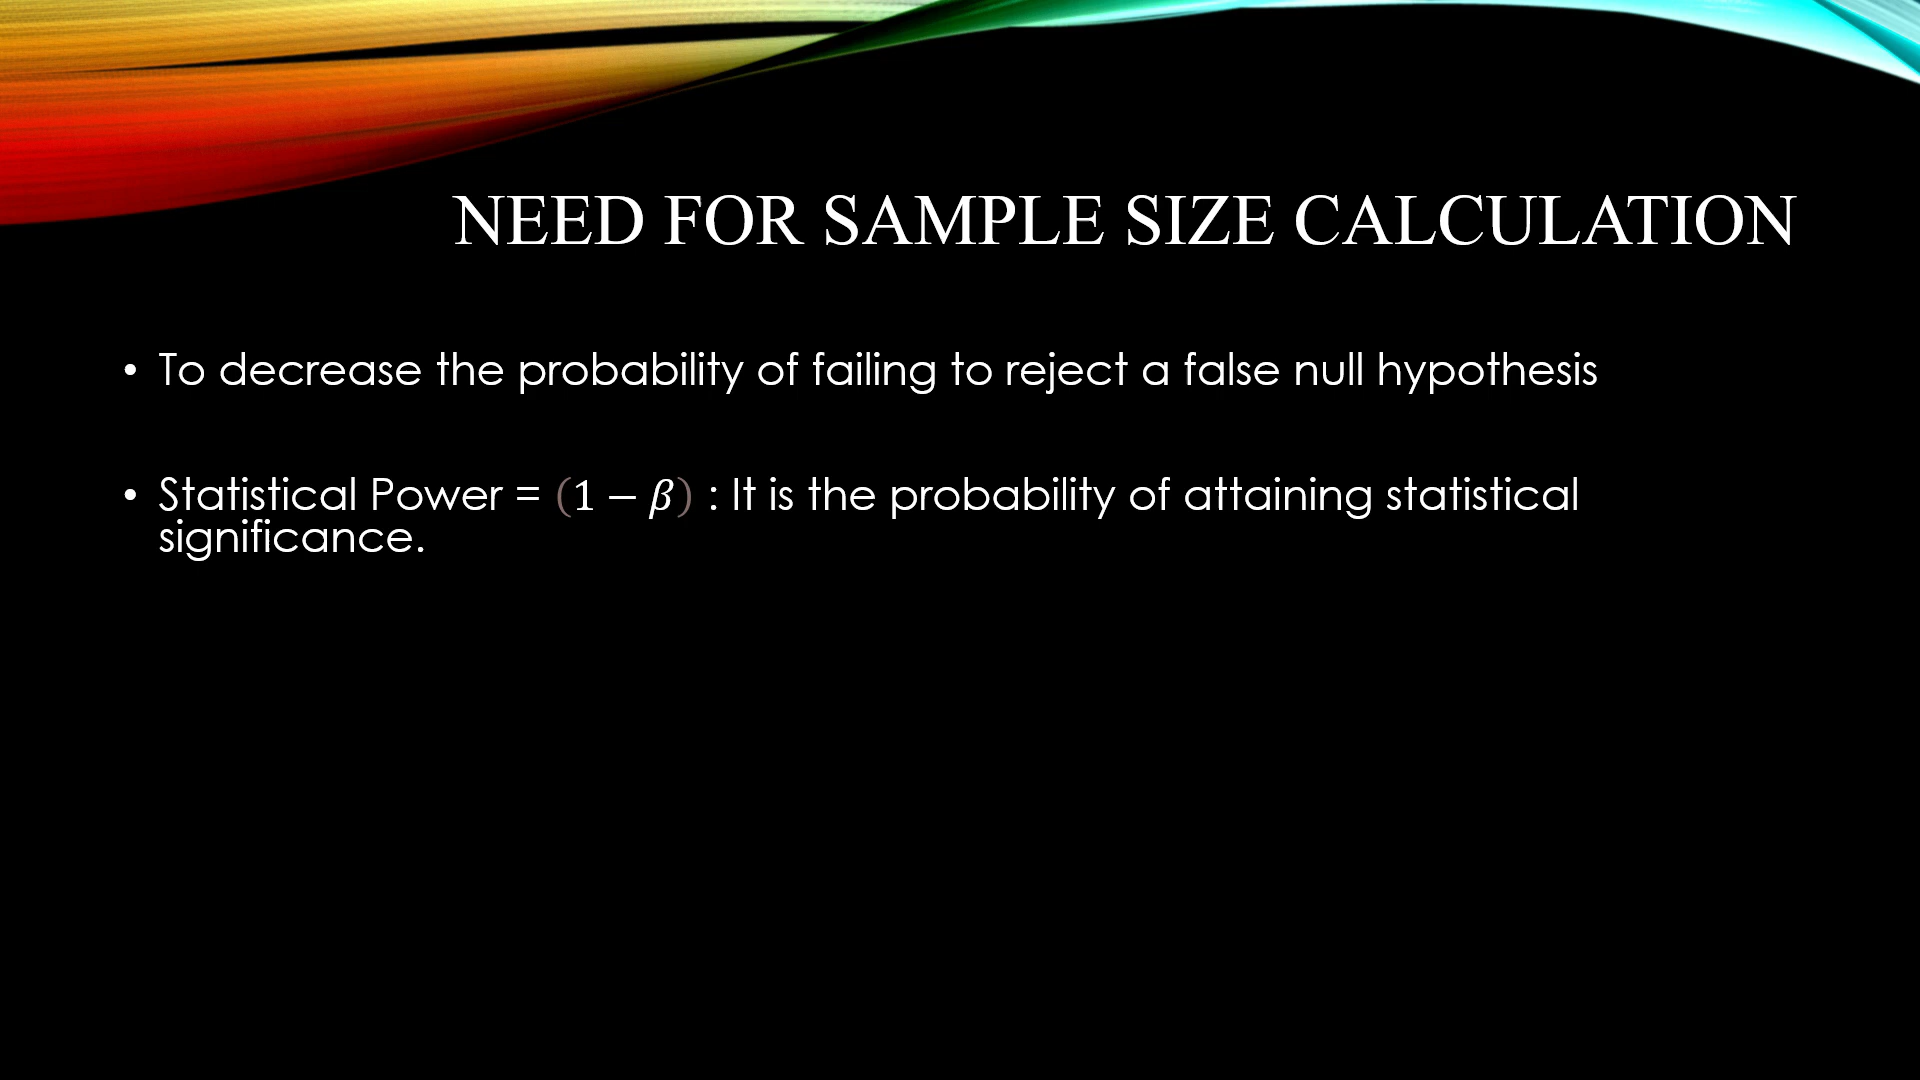 NEED FOR SAMPLE SIZE CALCULATION
• To decrease the probability of failing to reject a false null hypothesis
• Statistical Power = (1 − 𝛽) : It is the probability of attaining statistical
significance.